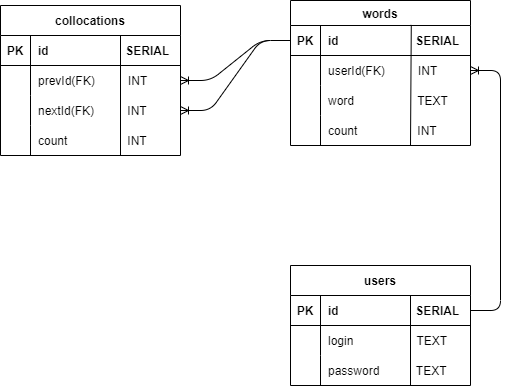 collocations
PK id SERIAL
prevId(FK) INT
nextId(FK) INT
count INT
words
PK id SERIAL
userId(FK) INT
word TEXT
count INT
users
PK id SERIAL
login TEXT
password TEXT